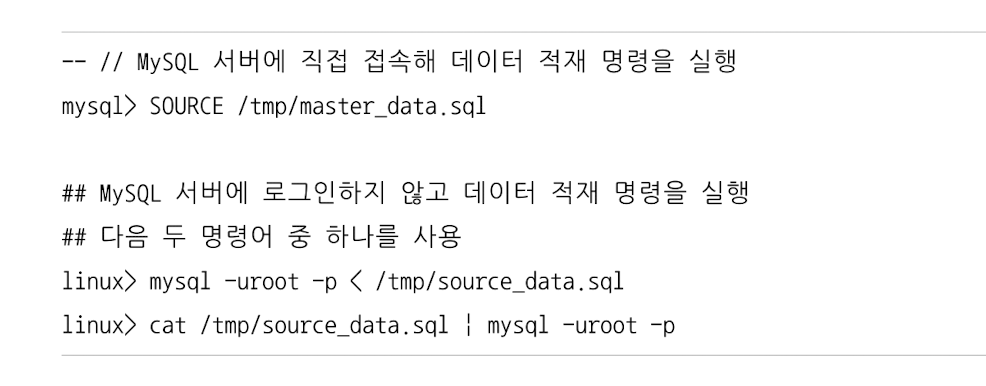 -- // MySQL 서버에 직접 접속해 데이터 적재 명령을 실행
mysql> SOURCE /tmp/master_data.sql
## MySQL 서버에 로그인하지 않고 데이터 적재 명령을 실행
## 다음 두 명령어 중 하나를 사용
linux> mysql -uroot -p < /tmp/source_data.sql
linux> cat /tmp/source_data.sql | mysql -uroot -p